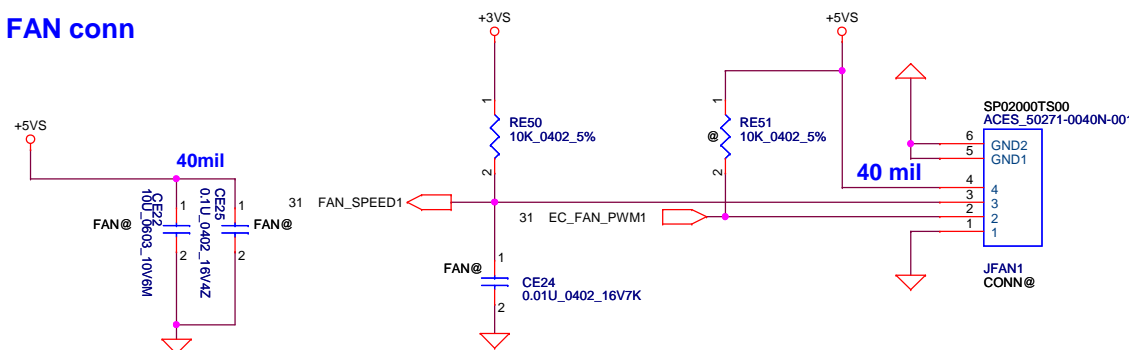 FAN conn
+3VS
+5VS
+5VS
1
RE50
10K_0402_5%
2
1
@
RE51
10K_0402_5%
2
SP02000TS00
ACES_50271-0040N-001
6
GND2
5
GND1
4
4
3
3
2
2
1
1
40 mil
JFAN1
CONN@
40mil
FAN@
1
2
CE22
10U_0603_10V6M
1
2
CE25
0.1U_0402_16V4Z
FAN@
31
FAN_SPEED1
31
EC_FAN_PWM1
FAN@
1
CE24
0.01U_0402_16V7K
2